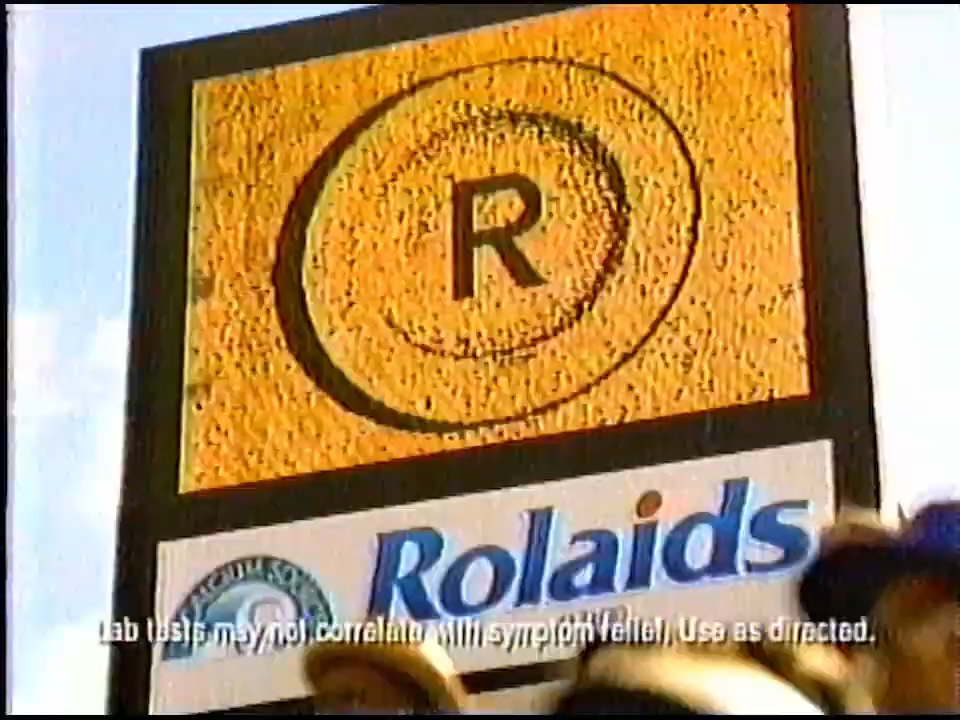 R
Rolaids
Lab tests may not correlate with symptom relief. Use as directed.